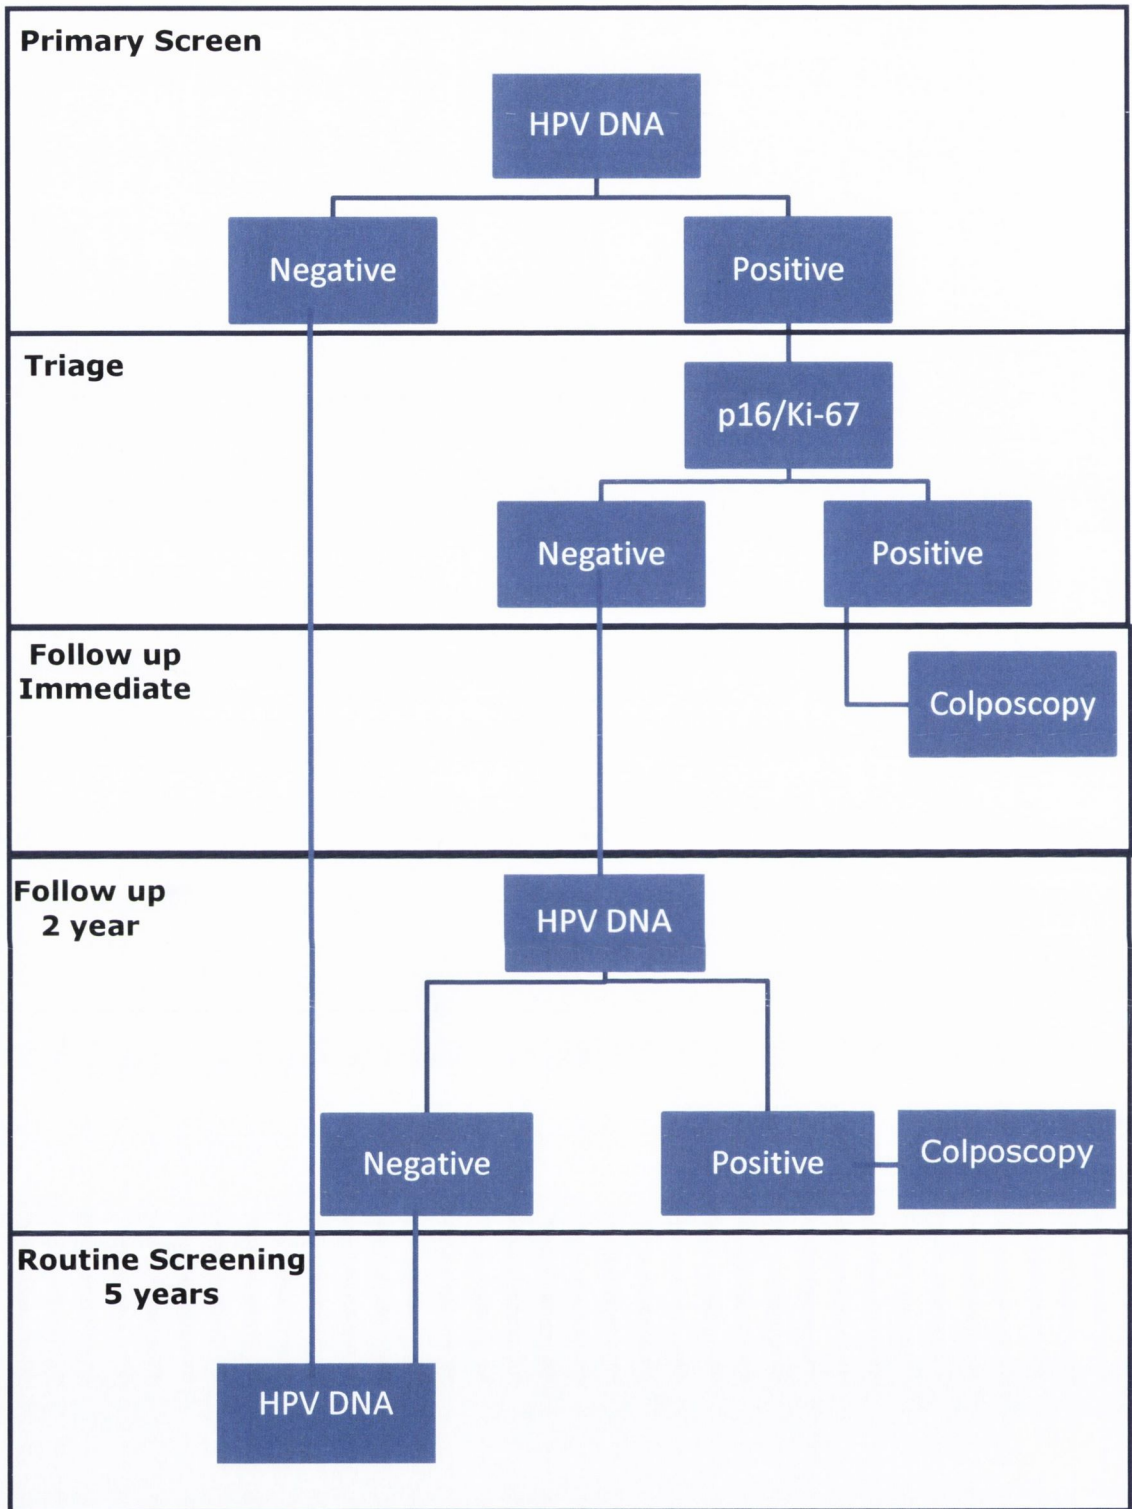 Primary Screen
HPV DNA
Negative
Positive
Triage
p16/Ki-67
Negative
Positive
Follow up
Immediate
Colposcopy
Follow up
2 year
HPV DNA
Negative
Positive
Colposcopy
Routine Screening
5 years
HPV DNA